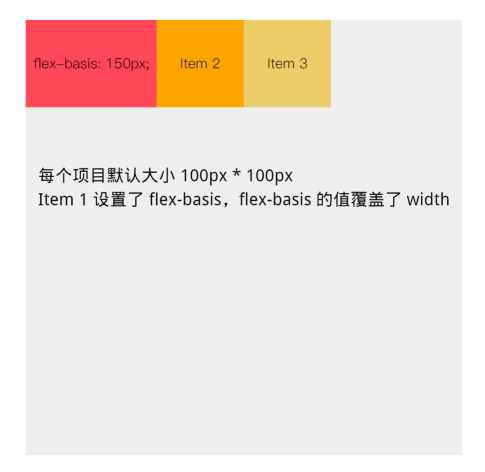 flex-basis: 150px;
Item 2
Item 3
每个项目默认大小 100px * 100px
Item 1 设置了 flex-basis，flex-basis 的值覆盖了 width